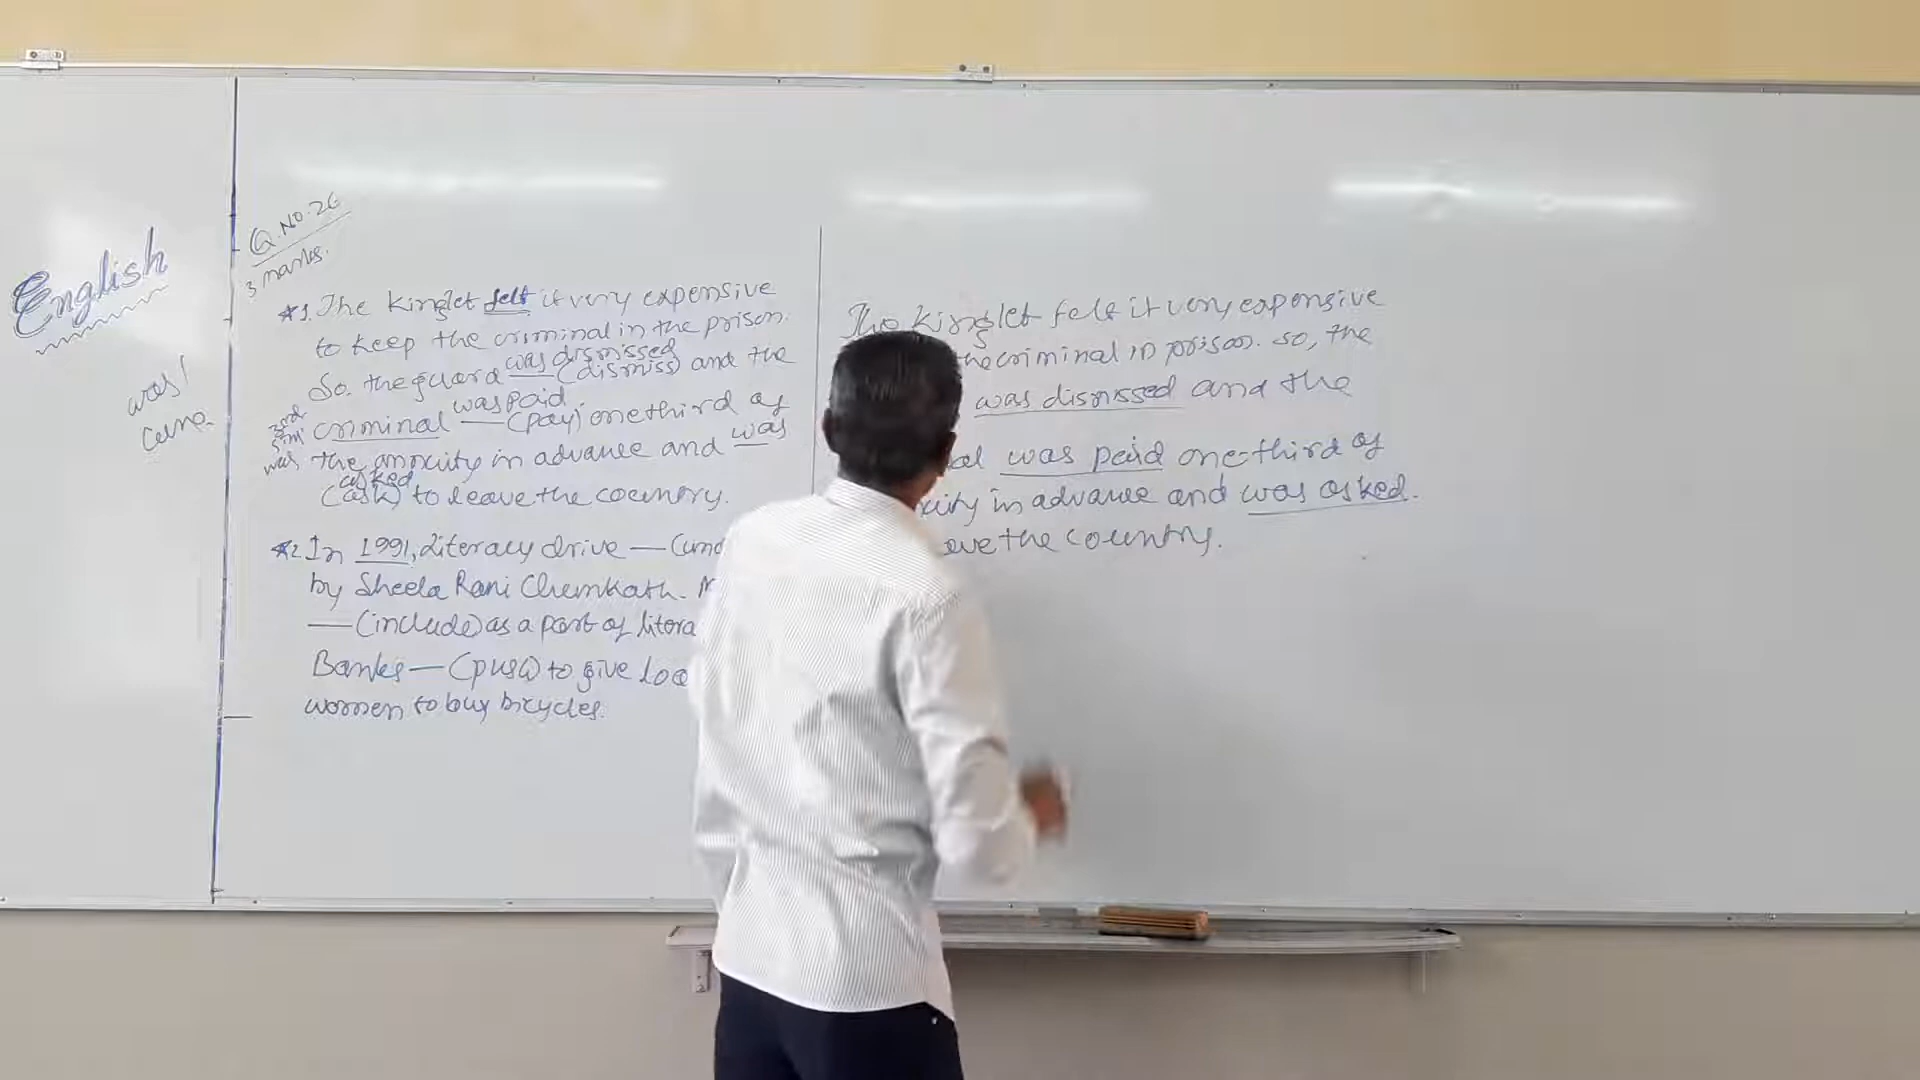 English
was/
Q.NO.26
3 marks.
*1. The Kinglet felt it very expensive
to keep the criminal in the prison.
was dismissed
So. the guard — (dismiss) and the
was paid
criminal — (pay) one third of
was the annuity in advance and was
asked
(ask) to leave the country.
*2. In 1991, Literacy drive —
by Sheela Rani Chunkath.
— (include) as a part of
Banks — (push) to give
women to buy bicycles.
The Kinglet felt it very expensive
the criminal in prison. so, the
was dismissed and the
was paid one-third of
in advance and was asked.
the country.